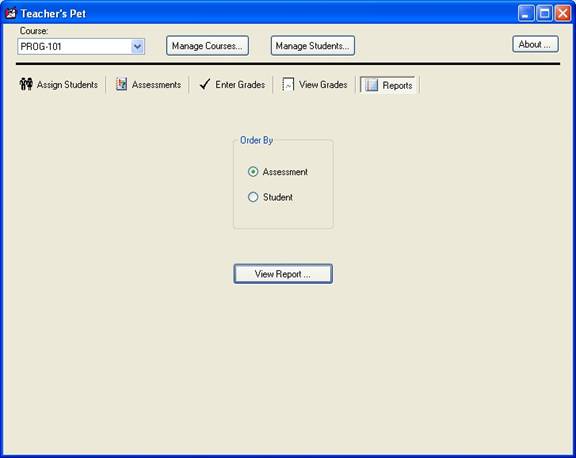 Teacher's Pet
Course:
PROG-101
Manage Courses...
Manage Students...
About ...
Assign Students
Assessments
Enter Grades
View Grades
Reports
Order By
Assessment
Student
View Report ...